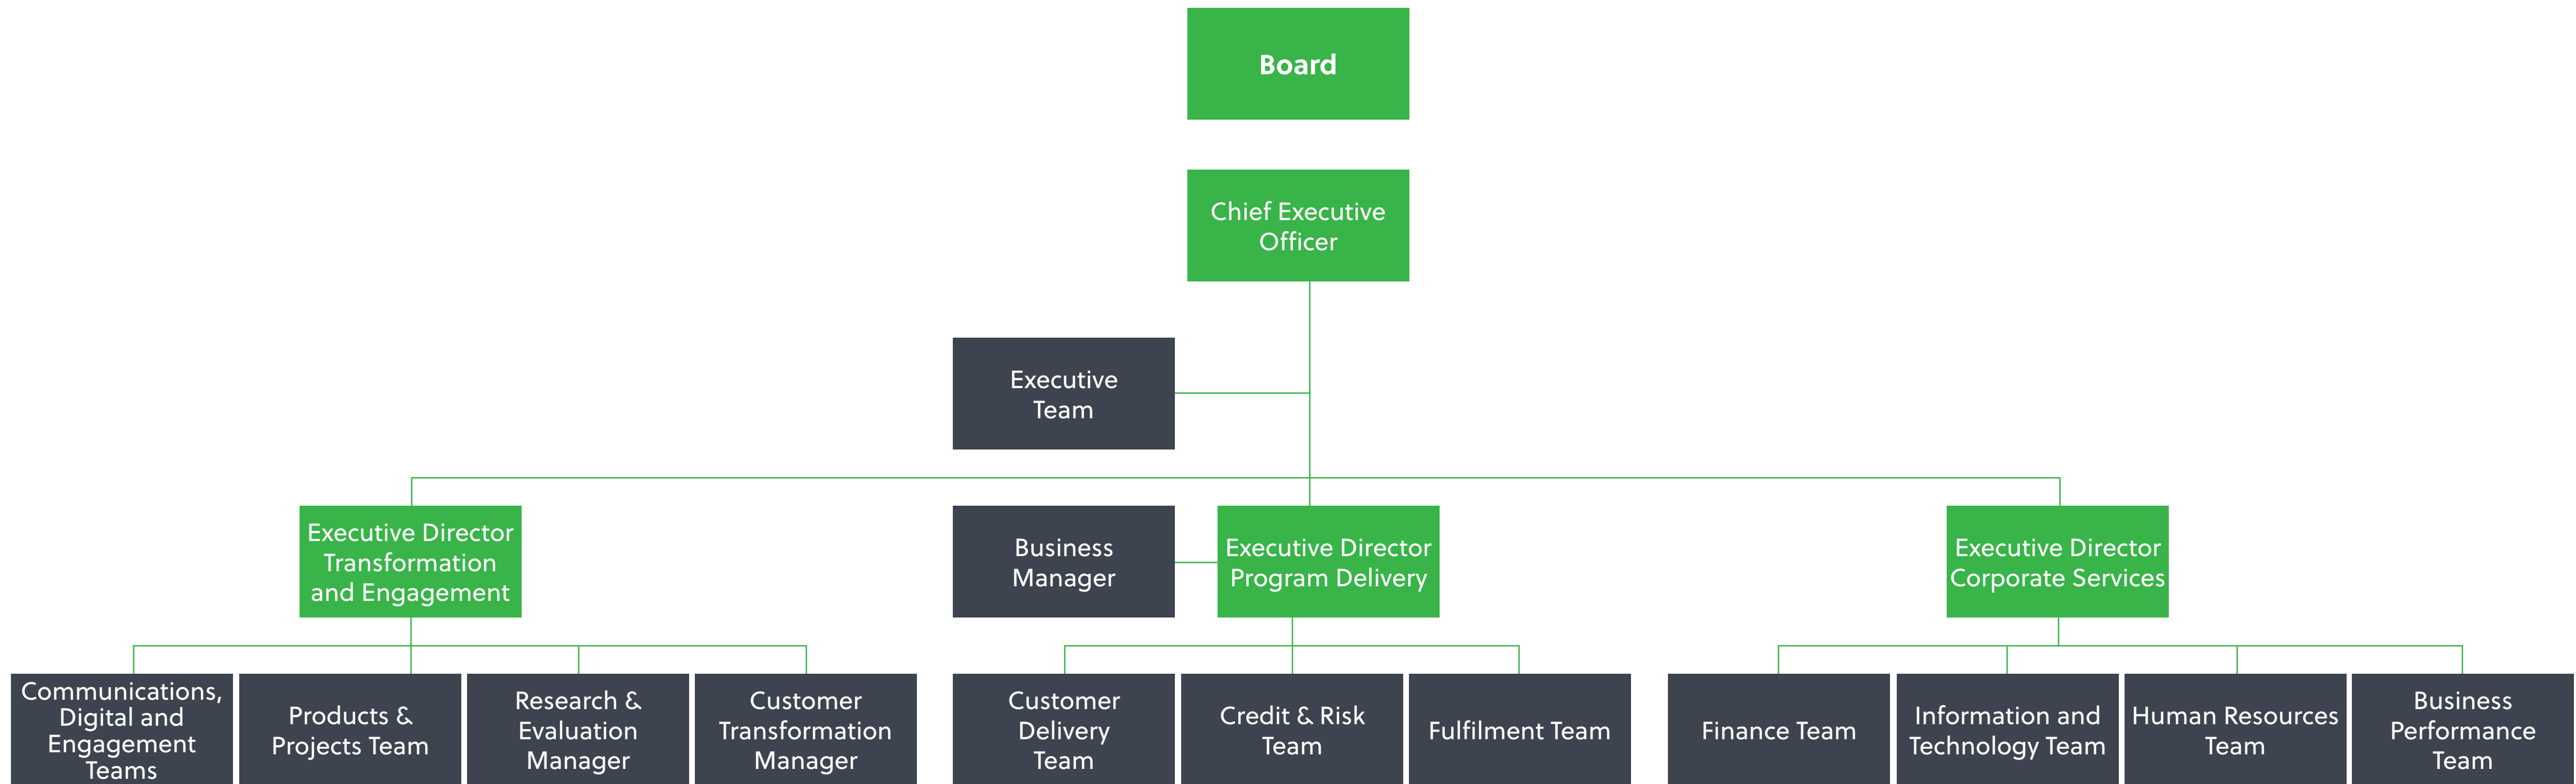 Board
Chief Executive
Officer
Executive
Team
Executive Director
Transformation
and Engagement
Business
Manager
Executive Director
Program Delivery
Executive Director
Corporate Services
Communications,
Digital and
Engagement
Teams
Products &
Projects Team
Research &
Evaluation
Manager
Customer
Transformation
Manager
Customer
Delivery
Team
Credit & Risk
Team
Fulfilment Team
Finance Team
Information and
Technology Team
Human Resources
Team
Business
Performance
Team